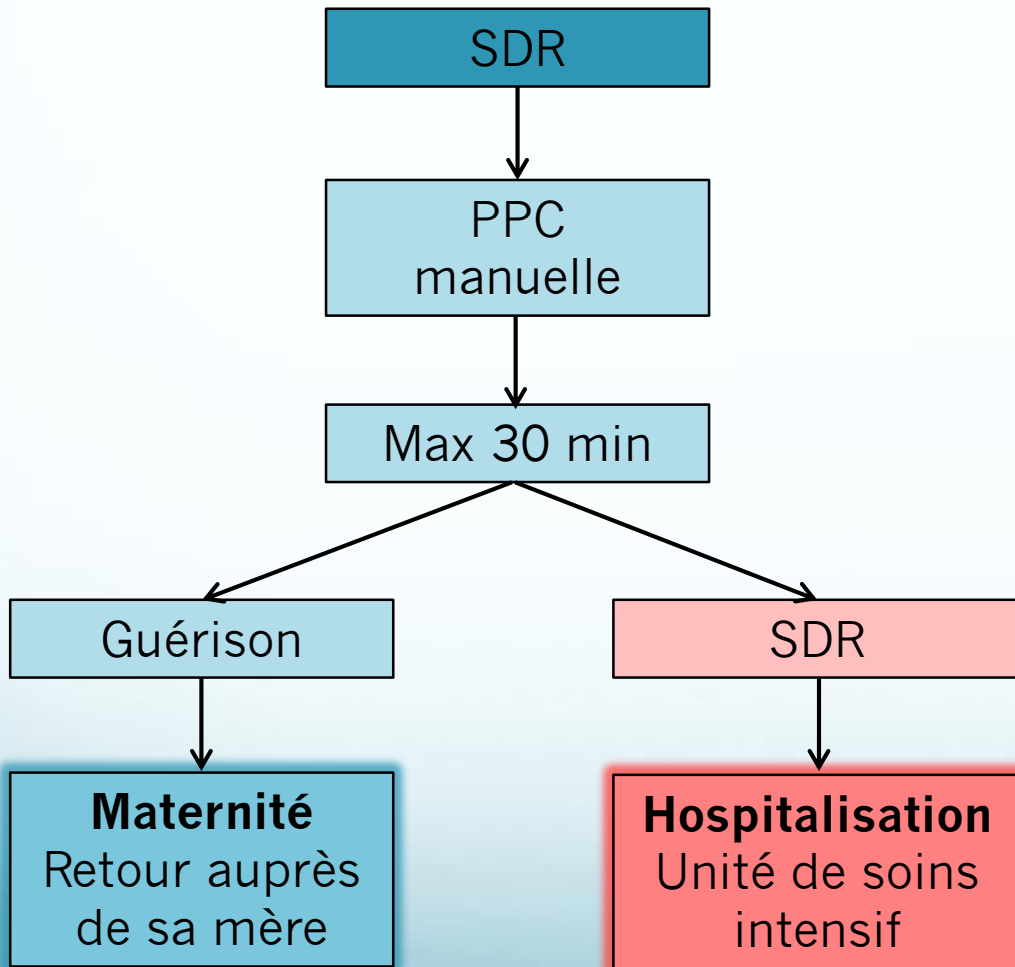 SDR
PPC
manuelle
Max 30 min
Guérison
SDR
Maternité
Retour auprès
de sa mère
Hospitalisation
Unité de soins
intensif